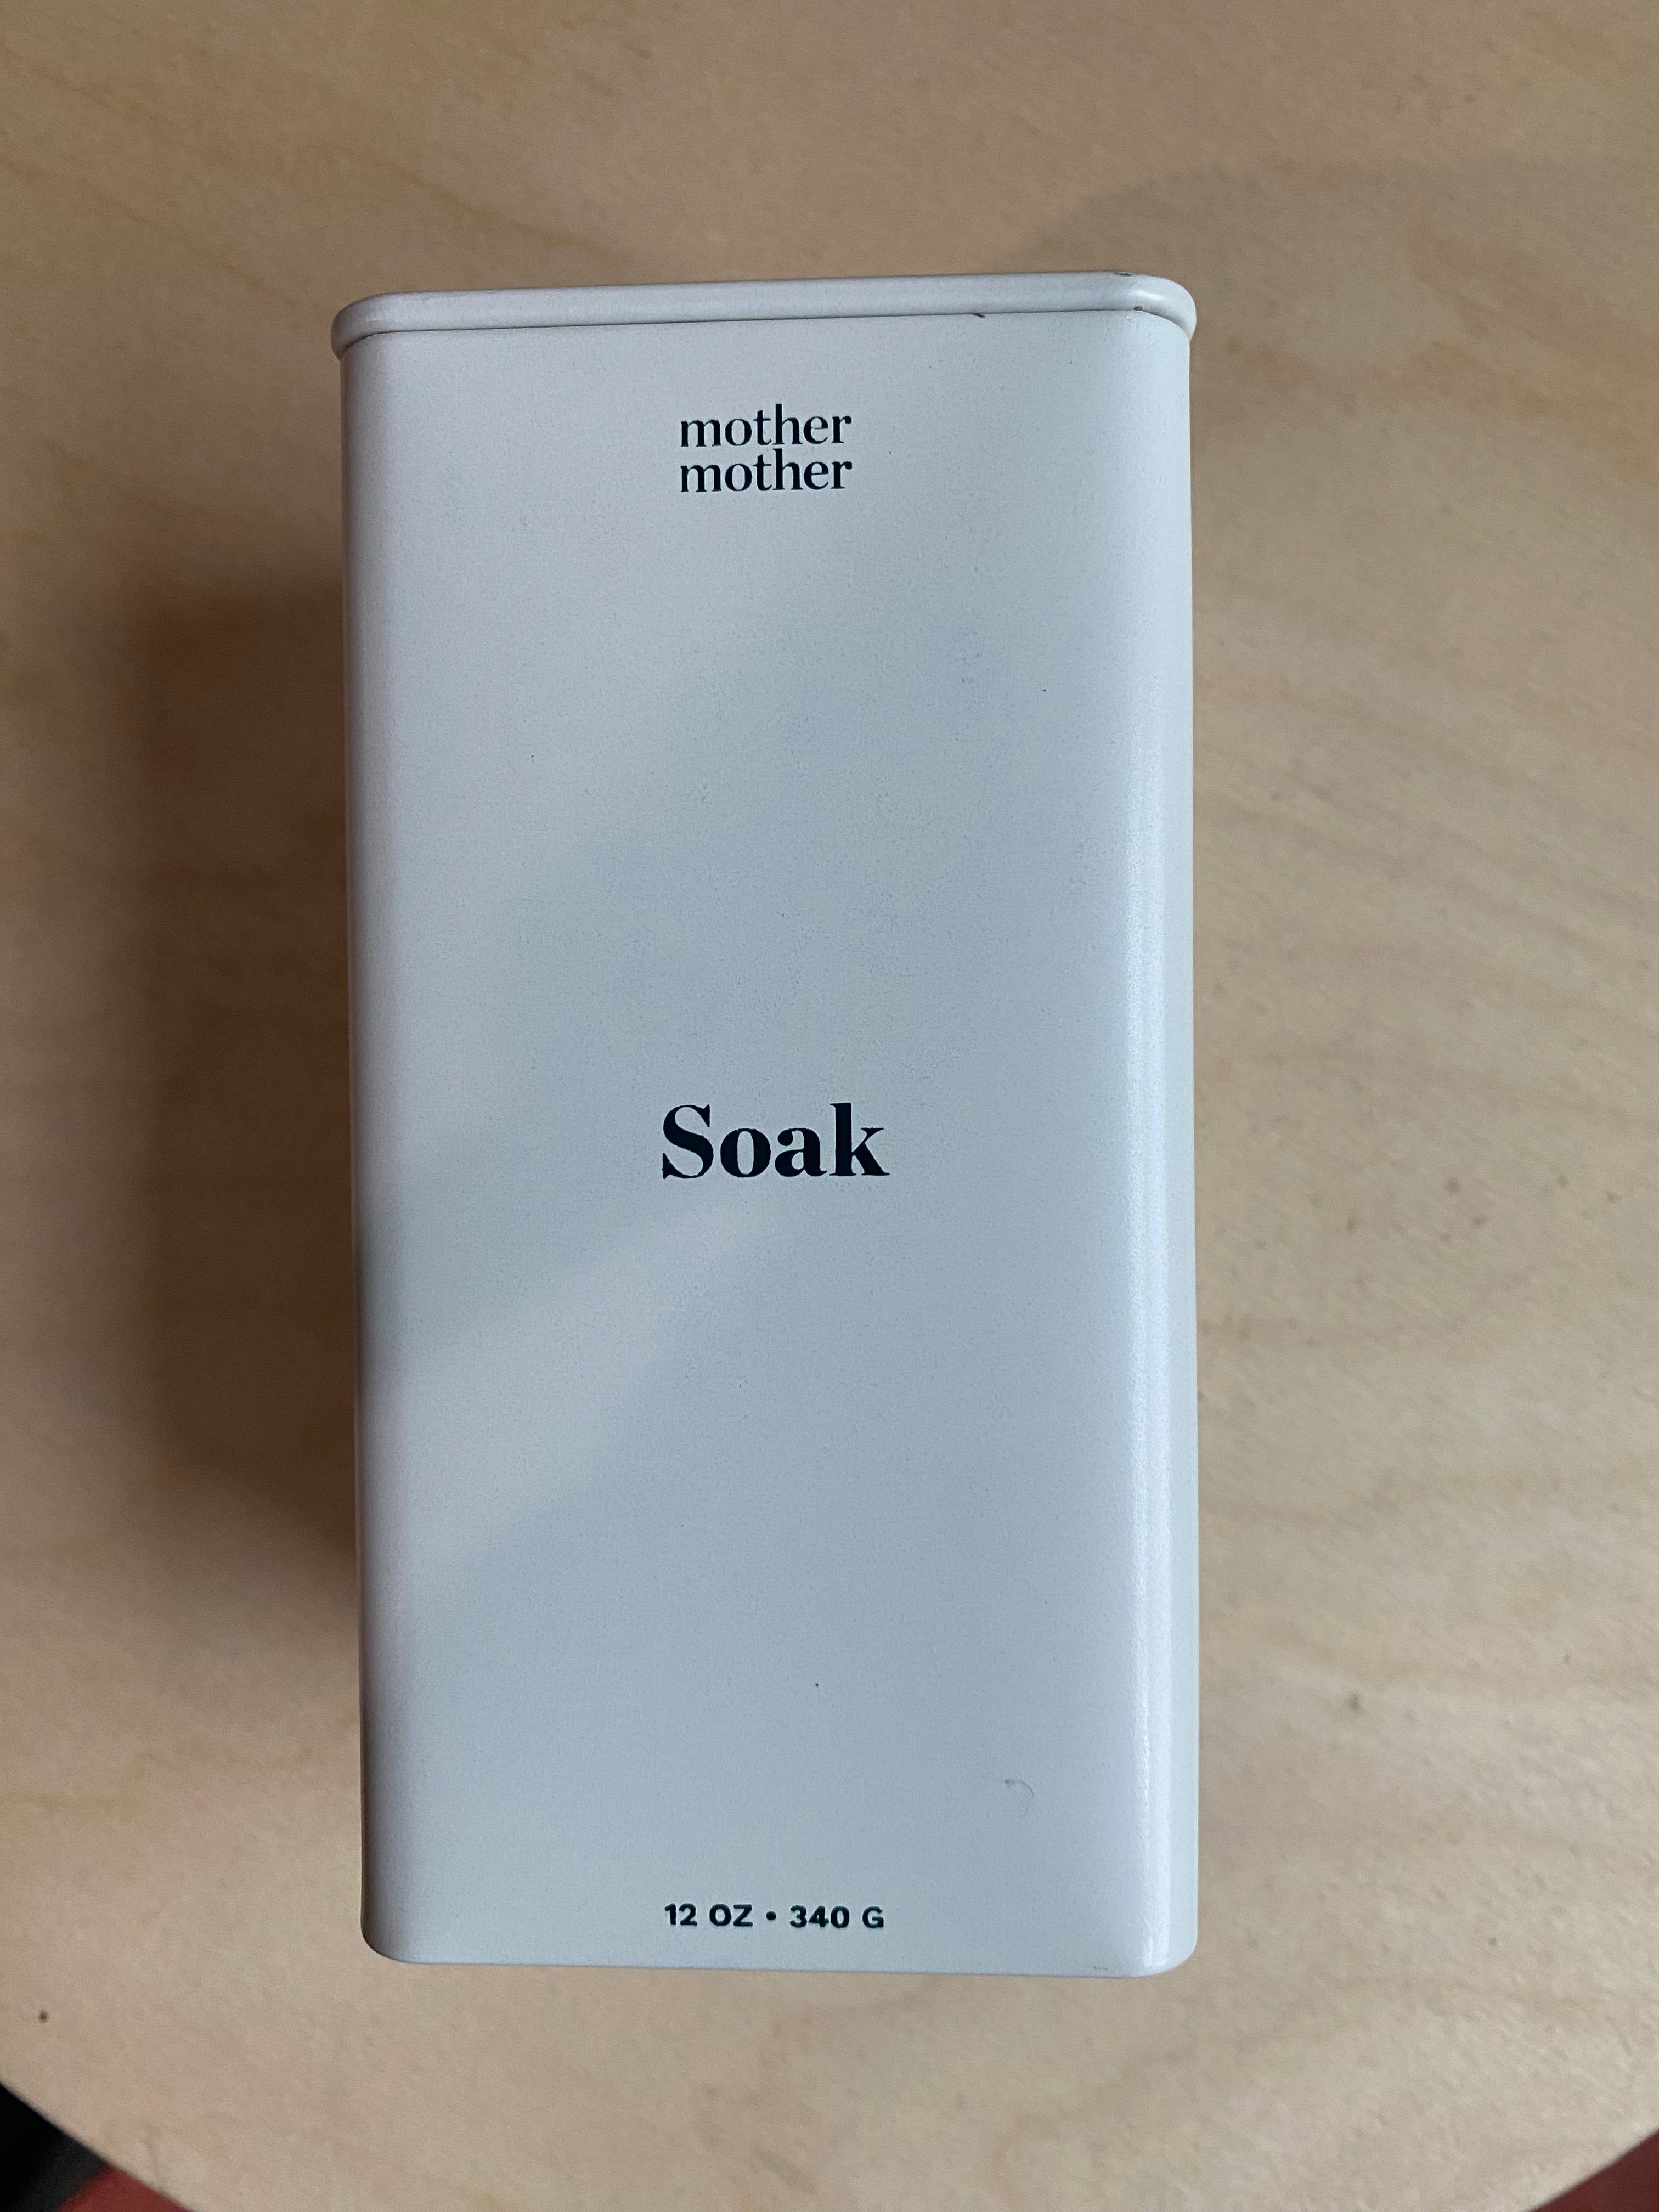 mother
mother
Soak
12 OZ • 340 G